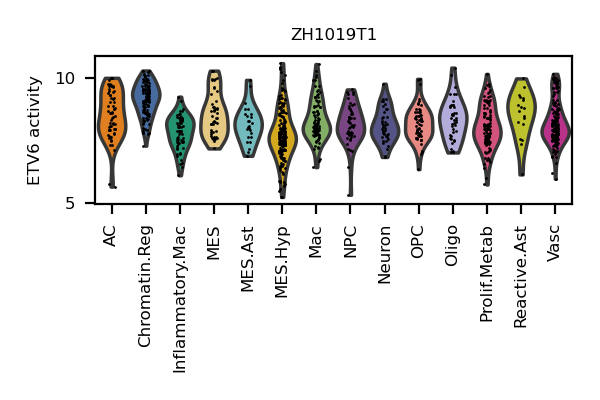 ZH1019T1
ETV6 activity
10
5
AC
Chromatin.Reg
Inflammatory.Mac
MES
MES.Ast
MES.Hyp
Mac
NPC
Neuron
OPC
Oligo
Prolif.Metab
Reactive.Ast
Vasc